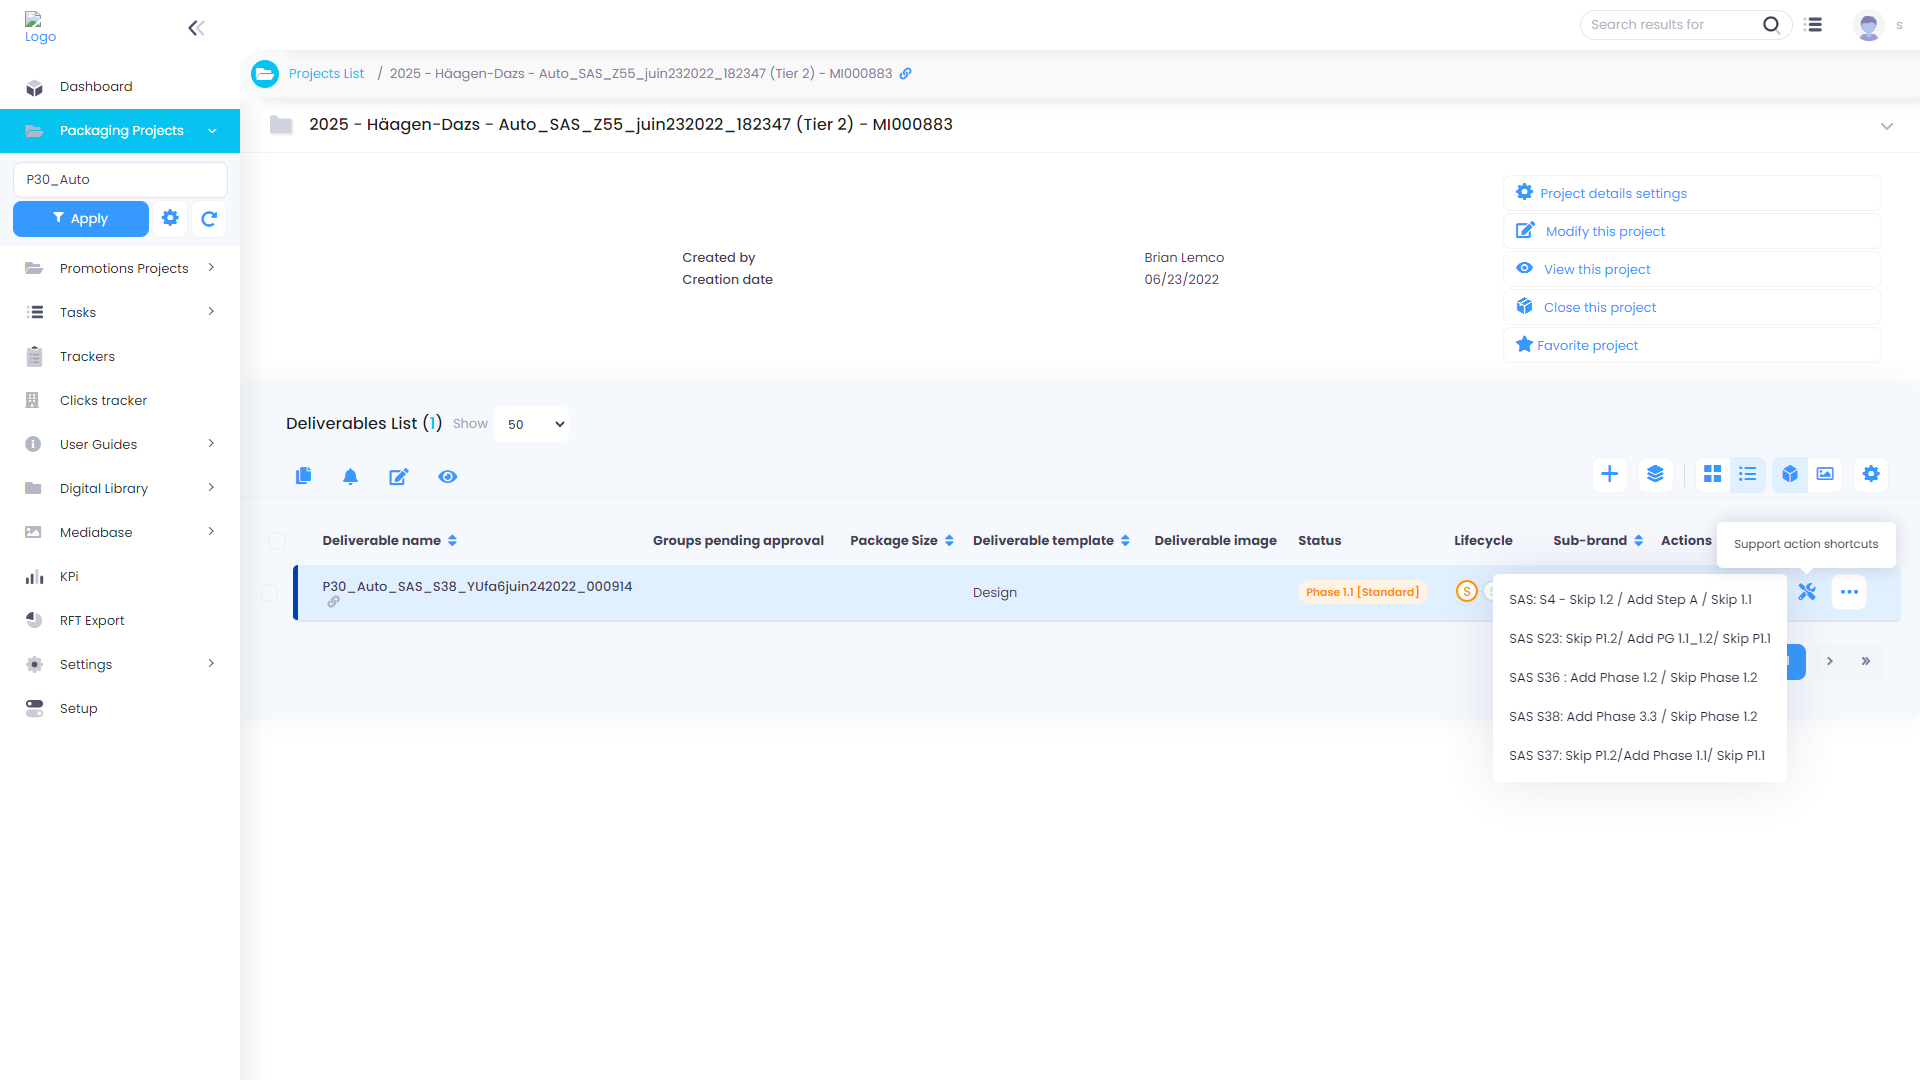 Logo
Search results for
s
Dashboard
Packaging Projects
P30_Auto
Apply
Promotions Projects
Tasks
Trackers
Clicks tracker
User Guides
Digital Library
Mediabase
KPi
RFT Export
Settings
Setup
Projects List / 2025 - Häagen-Dazs - Auto_SAS_Z55_juin232022_182347 (Tier 2) - MI000883
2025 - Häagen-Dazs - Auto_SAS_Z55_juin232022_182347 (Tier 2) - MI000883
Created by Brian Lemco
Creation date 06/23/2022
Project details settings
Modify this project
View this project
Close this project
Favorite project
Deliverables List (1) Show 50
Deliverable name Groups pending approval Package Size Deliverable template Deliverable image Status Lifecycle Sub-brand Actions
Support action shortcuts
P30_Auto_SAS_S38_YUfa6juin242022_000914 Design Phase 1.1 [Standard] S
SAS: S4 - Skip 1.2 / Add Step A / Skip 1.1
SAS S23: Skip P1.2/ Add PG 1.1_1.2/ Skip P1.1
SAS S36 : Add Phase 1.2 / Skip Phase 1.2
SAS S38: Add Phase 3.3 / Skip Phase 1.2
SAS S37: Skip P1.2/Add Phase 1.1/ Skip P1.1